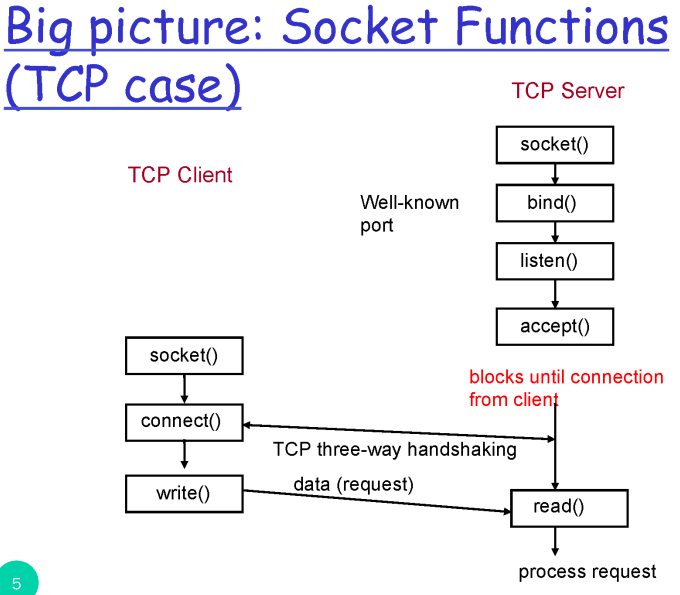 Big picture: Socket Functions
(TCP case)
TCP Server
socket()
TCP Client
Well-known
port
bind()
listen()
accept()
socket()
blocks until connection
from client
connect()
TCP three-way handshaking
data (request)
write()
read()
process request
5